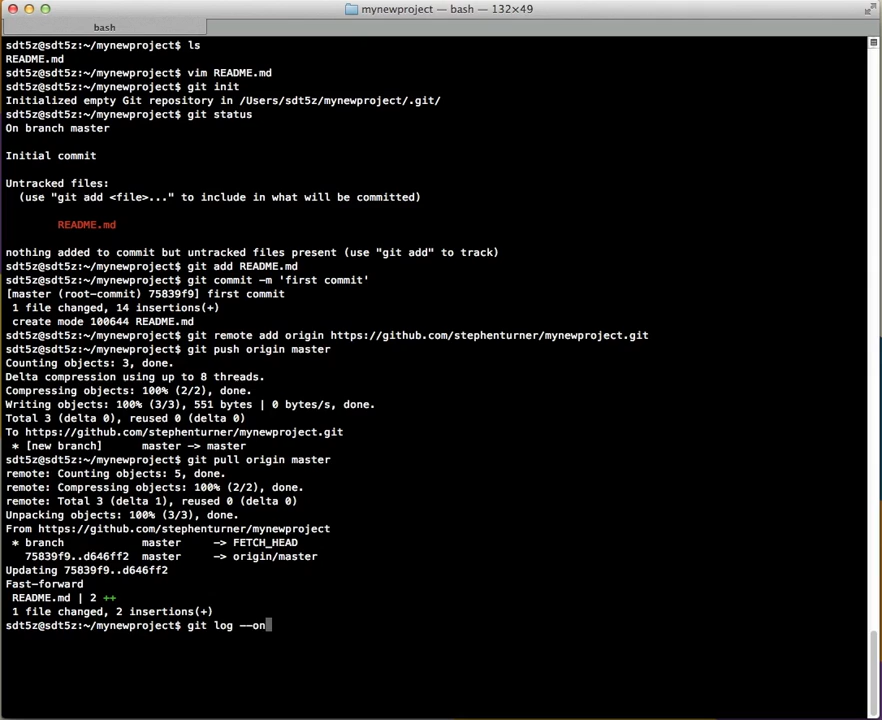 mynewproject — bash — 132×49
bash
sdt5z@sdt5z:~/mynewproject$ ls
README.md
sdt5z@sdt5z:~/mynewproject$ vim README.md
sdt5z@sdt5z:~/mynewproject$ git init
Initialized empty Git repository in /Users/sdt5z/mynewproject/.git/
sdt5z@sdt5z:~/mynewproject$ git status
On branch master
Initial commit
Untracked files:
  (use "git add <file>..." to include in what will be committed)
        README.md
nothing added to commit but untracked files present (use "git add" to track)
sdt5z@sdt5z:~/mynewproject$ git add README.md
sdt5z@sdt5z:~/mynewproject$ git commit -m 'first commit'
[master (root-commit) 75839f9] first commit
 1 file changed, 14 insertions(+)
 create mode 100644 README.md
sdt5z@sdt5z:~/mynewproject$ git remote add origin https://github.com/stephenturner/mynewproject.git
sdt5z@sdt5z:~/mynewproject$ git push origin master
Counting objects: 3, done.
Delta compression using up to 8 threads.
Compressing objects: 100% (2/2), done.
Writing objects: 100% (3/3), 551 bytes | 0 bytes/s, done.
Total 3 (delta 0), reused 0 (delta 0)
To https://github.com/stephenturner/mynewproject.git
 * [new branch]      master -> master
sdt5z@sdt5z:~/mynewproject$ git pull origin master
remote: Counting objects: 5, done.
remote: Compressing objects: 100% (2/2), done.
remote: Total 3 (delta 1), reused 0 (delta 0)
Unpacking objects: 100% (3/3), done.
From https://github.com/stephenturner/mynewproject
 * branch            master     -> FETCH_HEAD
   75839f9..d646ff2  master     -> origin/master
Updating 75839f9..d646ff2
Fast-forward
 README.md | 2 ++
 1 file changed, 2 insertions(+)
sdt5z@sdt5z:~/mynewproject$ git log --on